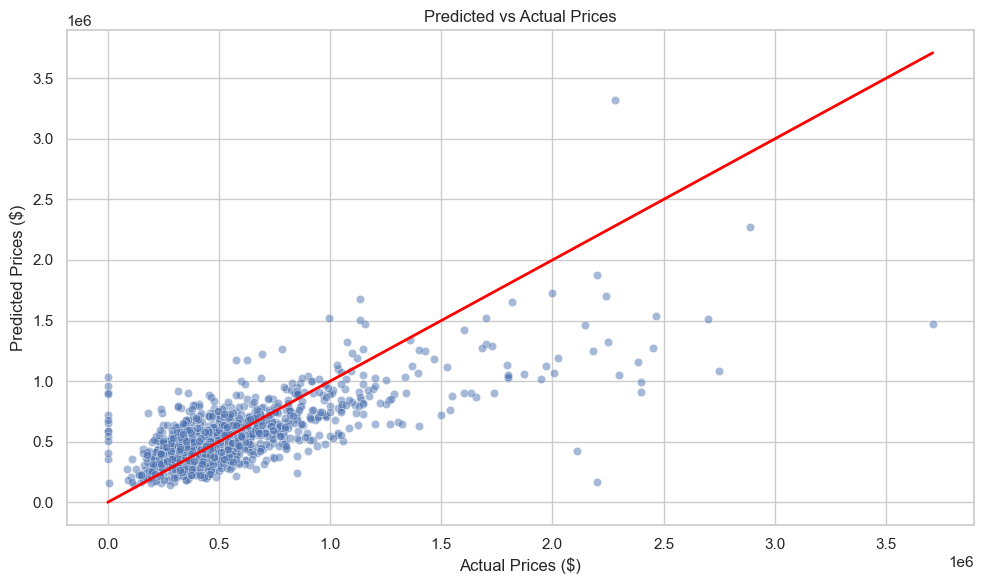 Predicted vs Actual Prices
1e6
3.5
3.0
2.5
2.0
1.5
1.0
0.5
0.0
Predicted Prices ($)
0.0 0.5 1.0 1.5 2.0 2.5 3.0 3.5
1e6
Actual Prices ($)